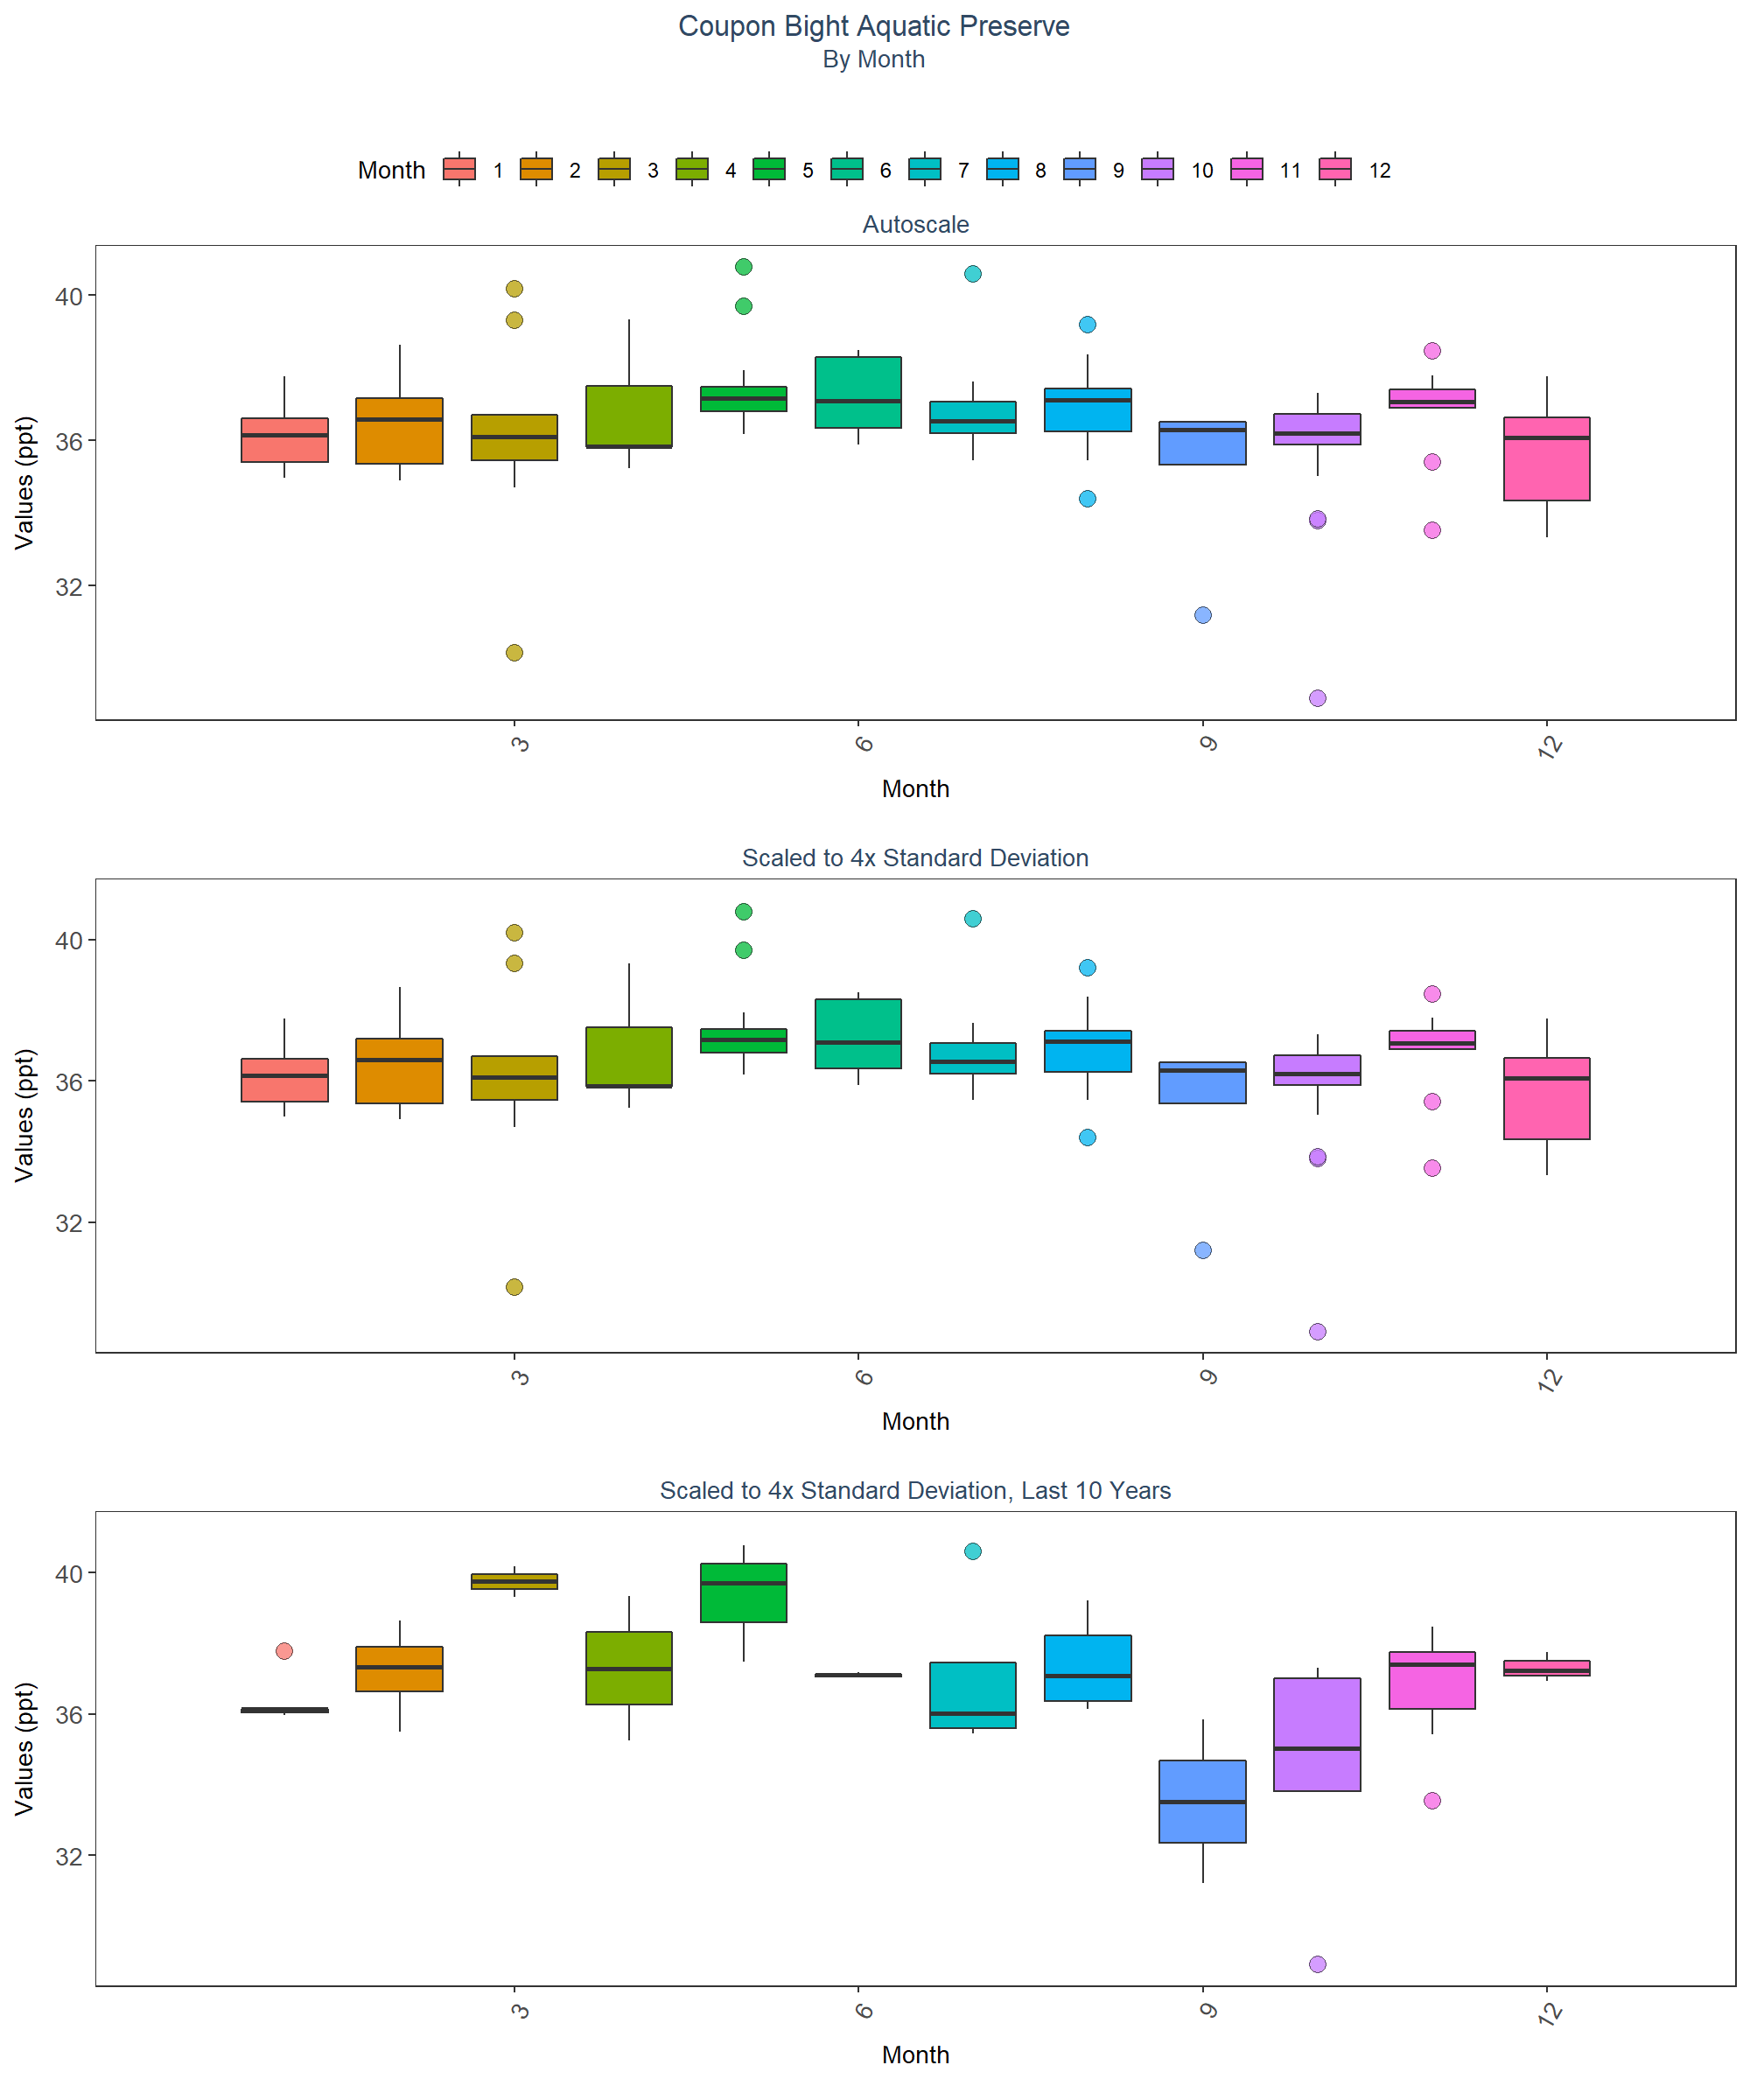 Coupon Bight Aquatic Preserve
By Month
Month 1 2 3 4 5 6 7 8 9 10 11 12
Autoscale
Values (ppt)
40
36
32
3 6 9 12
Month
Scaled to 4x Standard Deviation
Values (ppt)
40
36
32
3 6 9 12
Month
Scaled to 4x Standard Deviation, Last 10 Years
Values (ppt)
40
36
32
3 6 9 12
Month